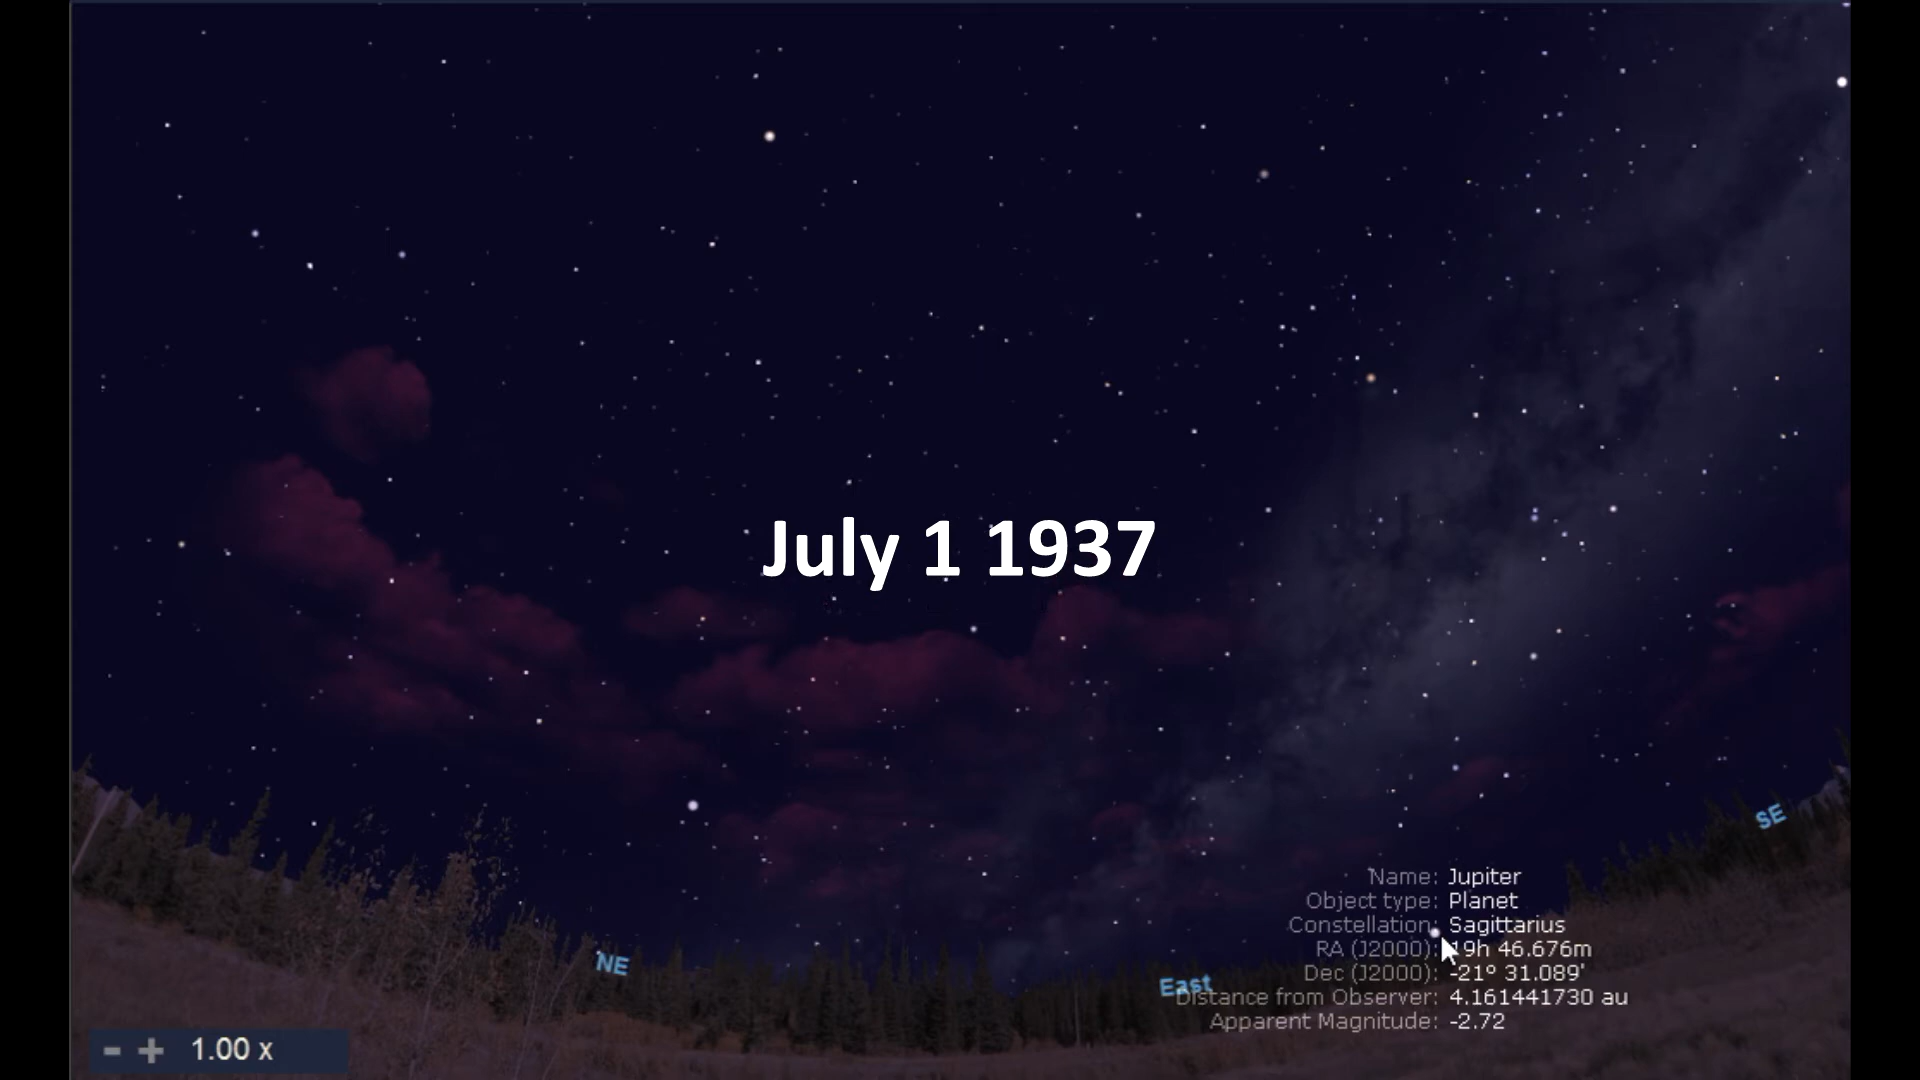 July 1 1937
SE
Name: Jupiter
Object type: Planet
Constellation: Sagittarius
NE
RA (J2000): 19h 46.676m
Dec (J2000): -21° 31.089'
East
Distance from Observer: 4.161441730 au
Apparent Magnitude: -2.72
- + 1.00 x